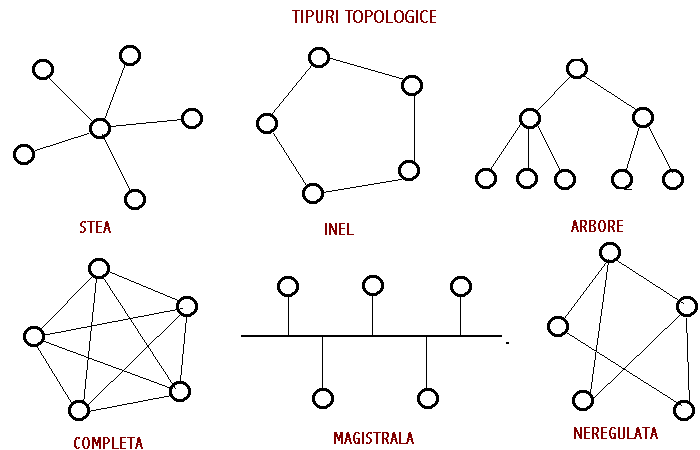 TIPURI TOPOLOGICE
STEA
INEL
ARBORE
COMPLETA
MAGISTRALA
NEREGULATA